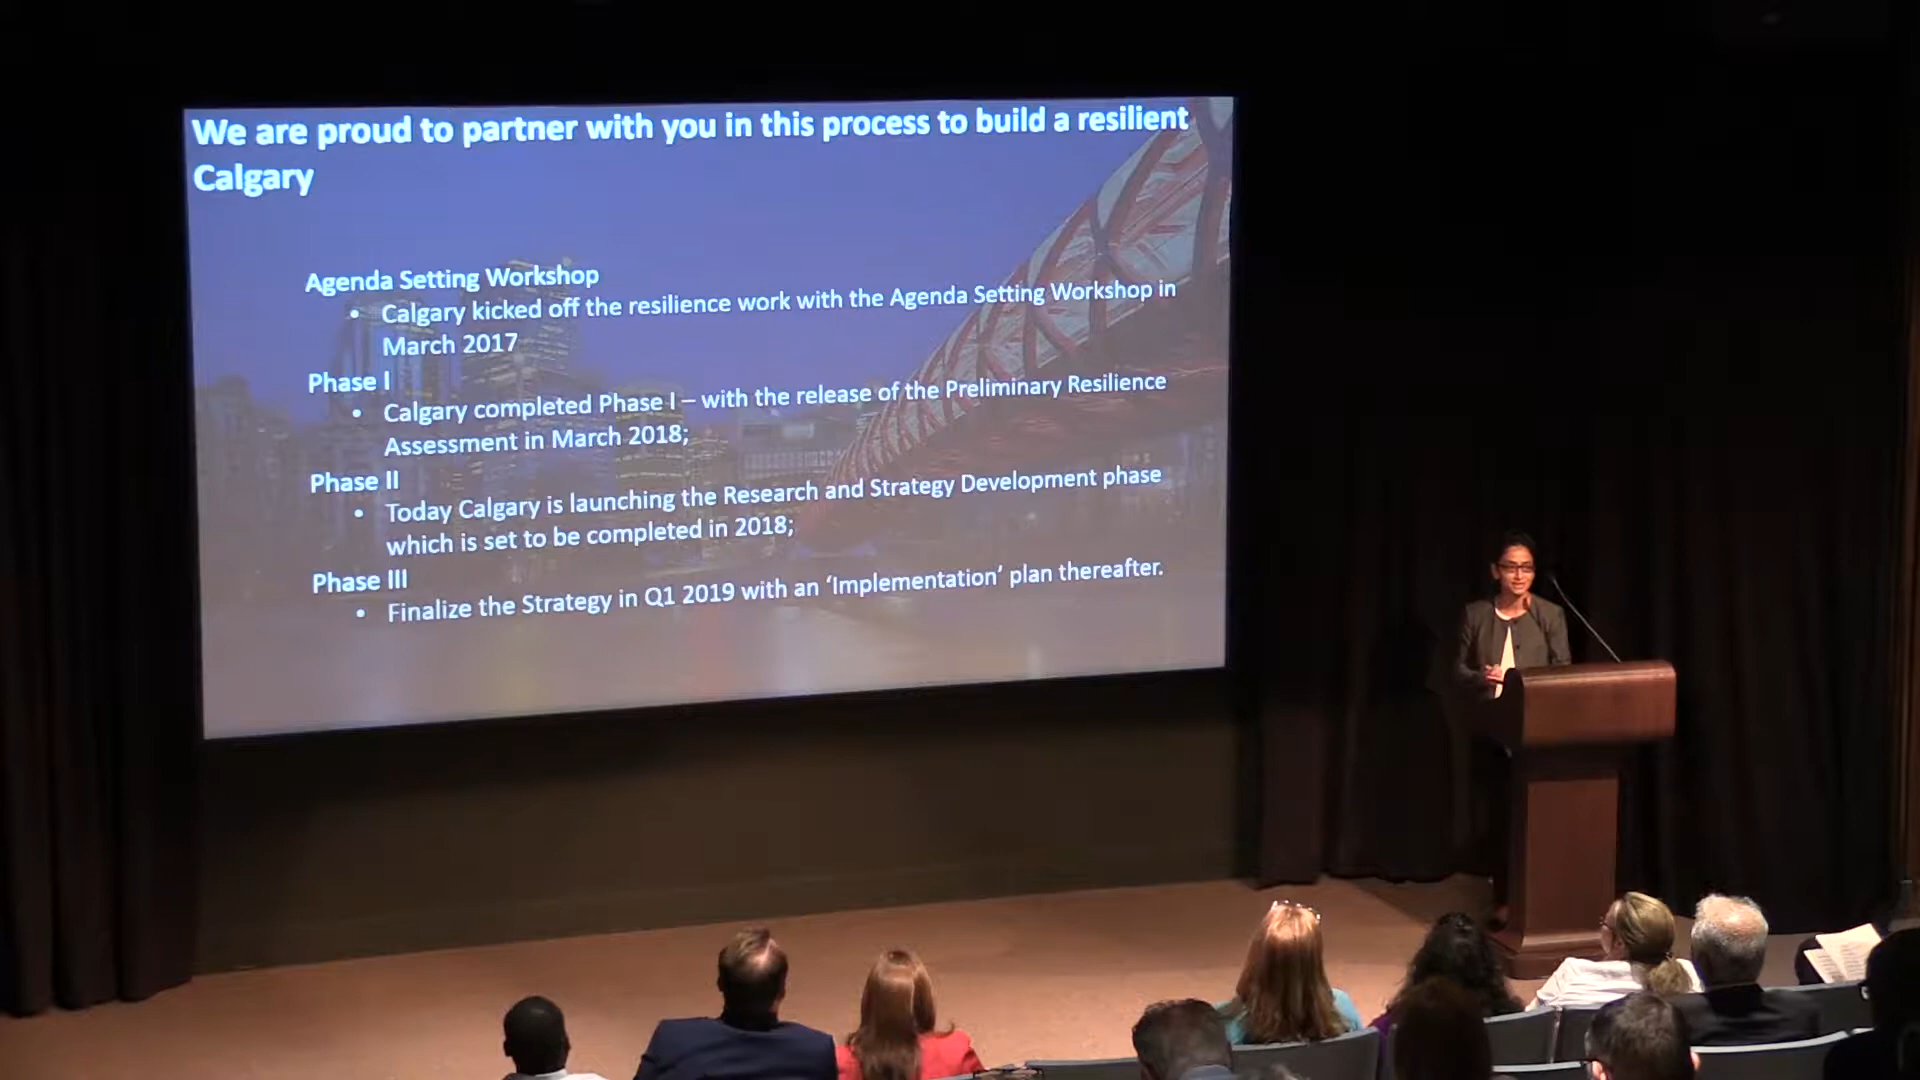 We are proud to partner with you in this process to build a resilient
Calgary
Agenda Setting Workshop
• Calgary kicked off the resilience work with the Agenda Setting Workshop in
March 2017
Phase I
• Calgary completed Phase I – with the release of the Preliminary Resilience
Assessment in March 2018;
Phase II
• Today Calgary is launching the Research and Strategy Development phase
which is set to be completed in 2018;
Phase III
• Finalize the Strategy in Q1 2019 with an ‘Implementation’ plan thereafter.